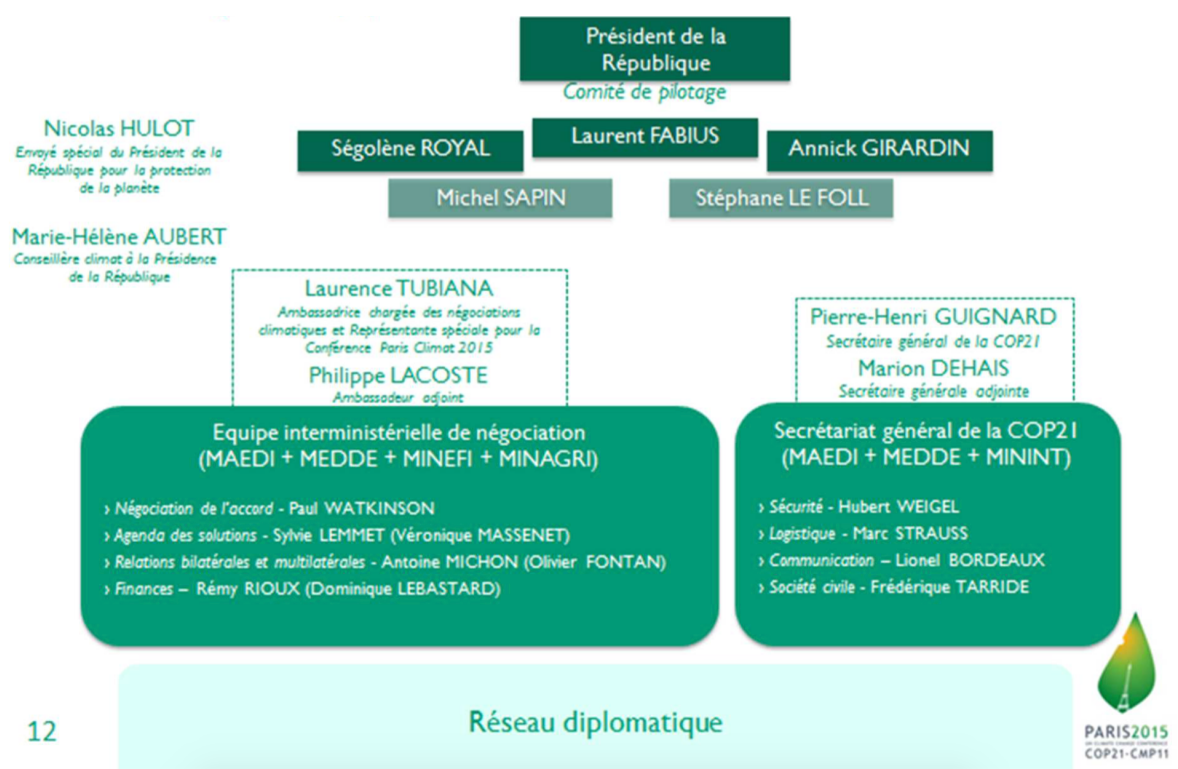 Président de la
République
Comité de pilotage
Nicolas HULOT
Envoyé spécial du Président de la
République pour la protection
de la planète
Ségolène ROYAL
Laurent FABIUS
Annick GIRARDIN
Michel SAPIN
Stéphane LE FOLL
Marie-Hélène AUBERT
Conseillère climat à la Présidence
de la République
Laurence TUBIANA
Ambassadrice chargée des négociations
climatiques et Représentante spéciale pour la
Conférence Paris Climat 2015
Philippe LACOSTE
Ambassadeur adjoint
Pierre-Henri GUIGNARD
Secrétaire général de la COP21
Marion DEHAIS
Secrétaire générale adjointe
Equipe interministérielle de négociation
(MAEDI + MEDDE + MINEFI + MINAGRI)
› Négociation de l'accord - Paul WATKINSON
› Agenda des solutions - Sylvie LEMMET (Véronique MASSENET)
› Relations bilatérales et multilatérales - Antoine MICHON (Olivier FONTAN)
› Finances – Rémy RIOUX (Dominique LEBASTARD)
Secrétariat général de la COP21
(MAEDI + MEDDE + MININT)
› Sécurité - Hubert WEIGEL
› Logistique - Marc STRAUSS
› Communication – Lionel BORDEAUX
› Société civile - Frédérique TARRIDE
Réseau diplomatique
12
PARIS2015
UN CLIMATE CHANGE CONFERENCE
COP21-CMP11